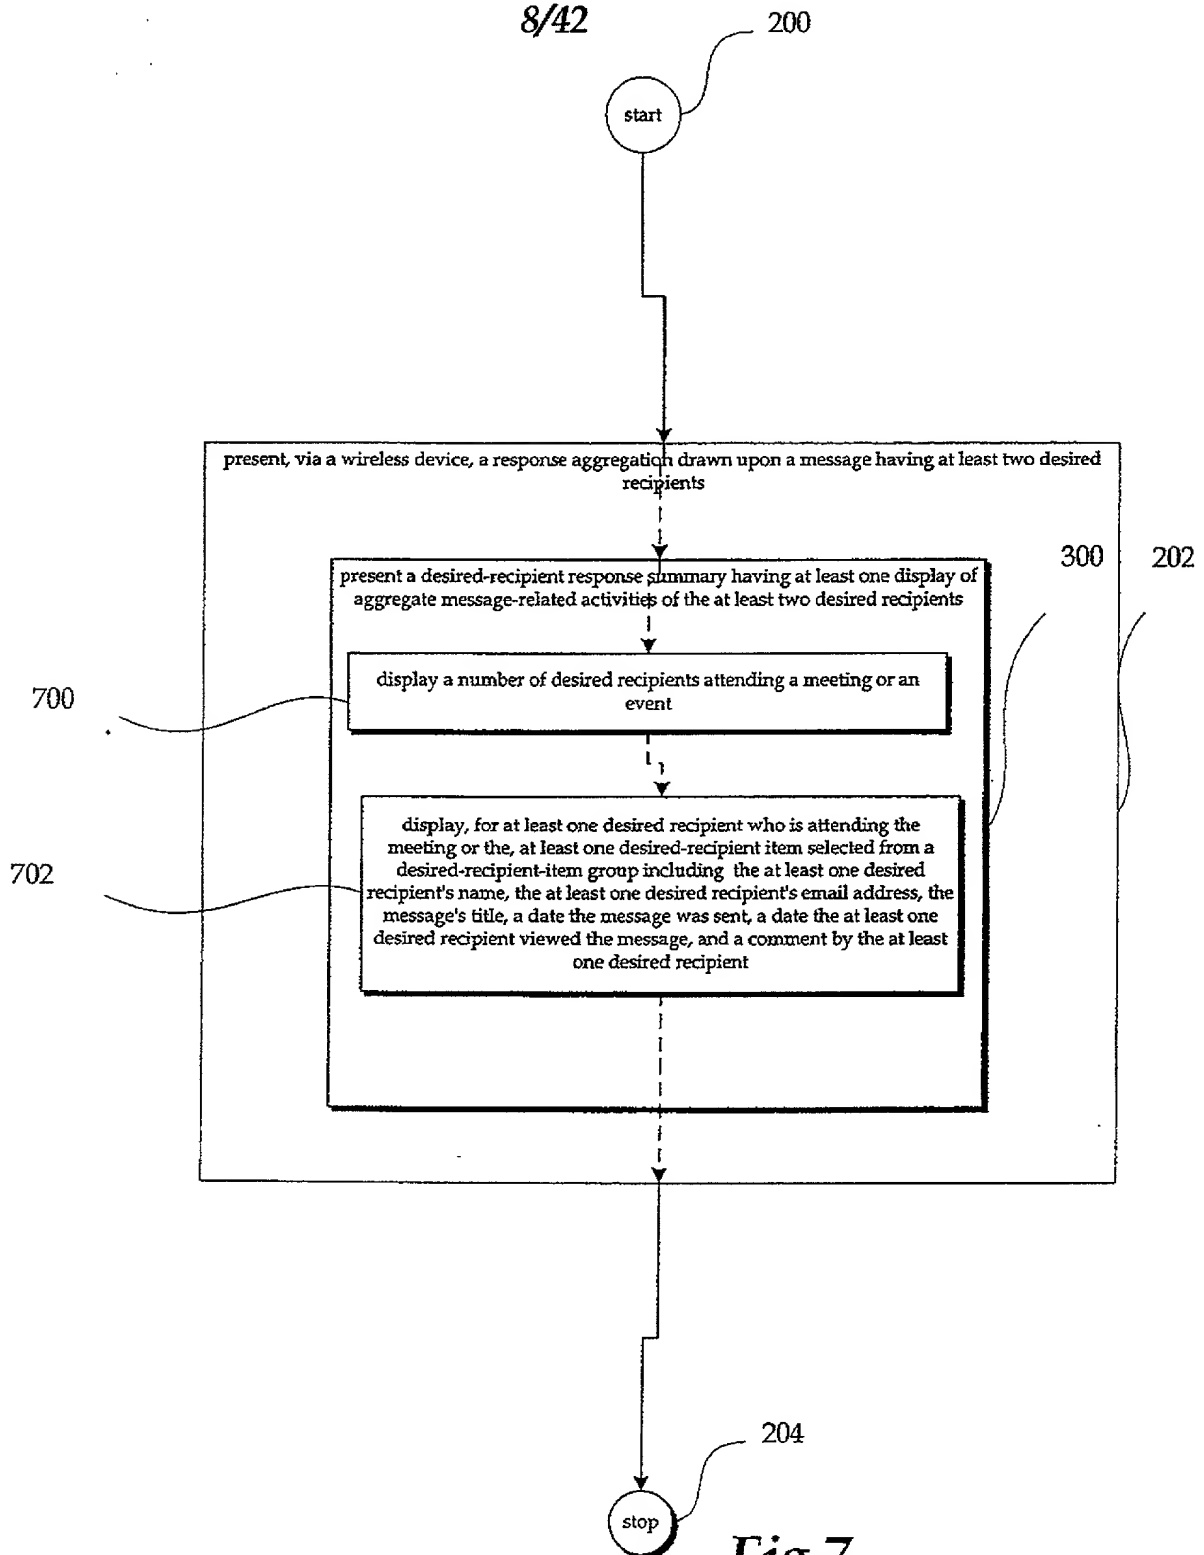 8/42
200
start
present, via a wireless device, a response aggregation drawn upon a message having at least two desired
recipients
300
202
present a desired-recipient response summary having at least one display of
aggregate message-related activities of the at least two desired recipients
700
display a number of desired recipients attending a meeting or an
event
702
display, for at least one desired recipient who is attending the
meeting or the, at least one desired-recipient item selected from a
desired-recipient-item group including the at least one desired
recipient's name, the at least one desired recipient's email address, the
message's title, a date the message was sent, a date the at least one
desired recipient viewed the message, and a comment by the at least
one desired recipient
204
stop
Fig.7